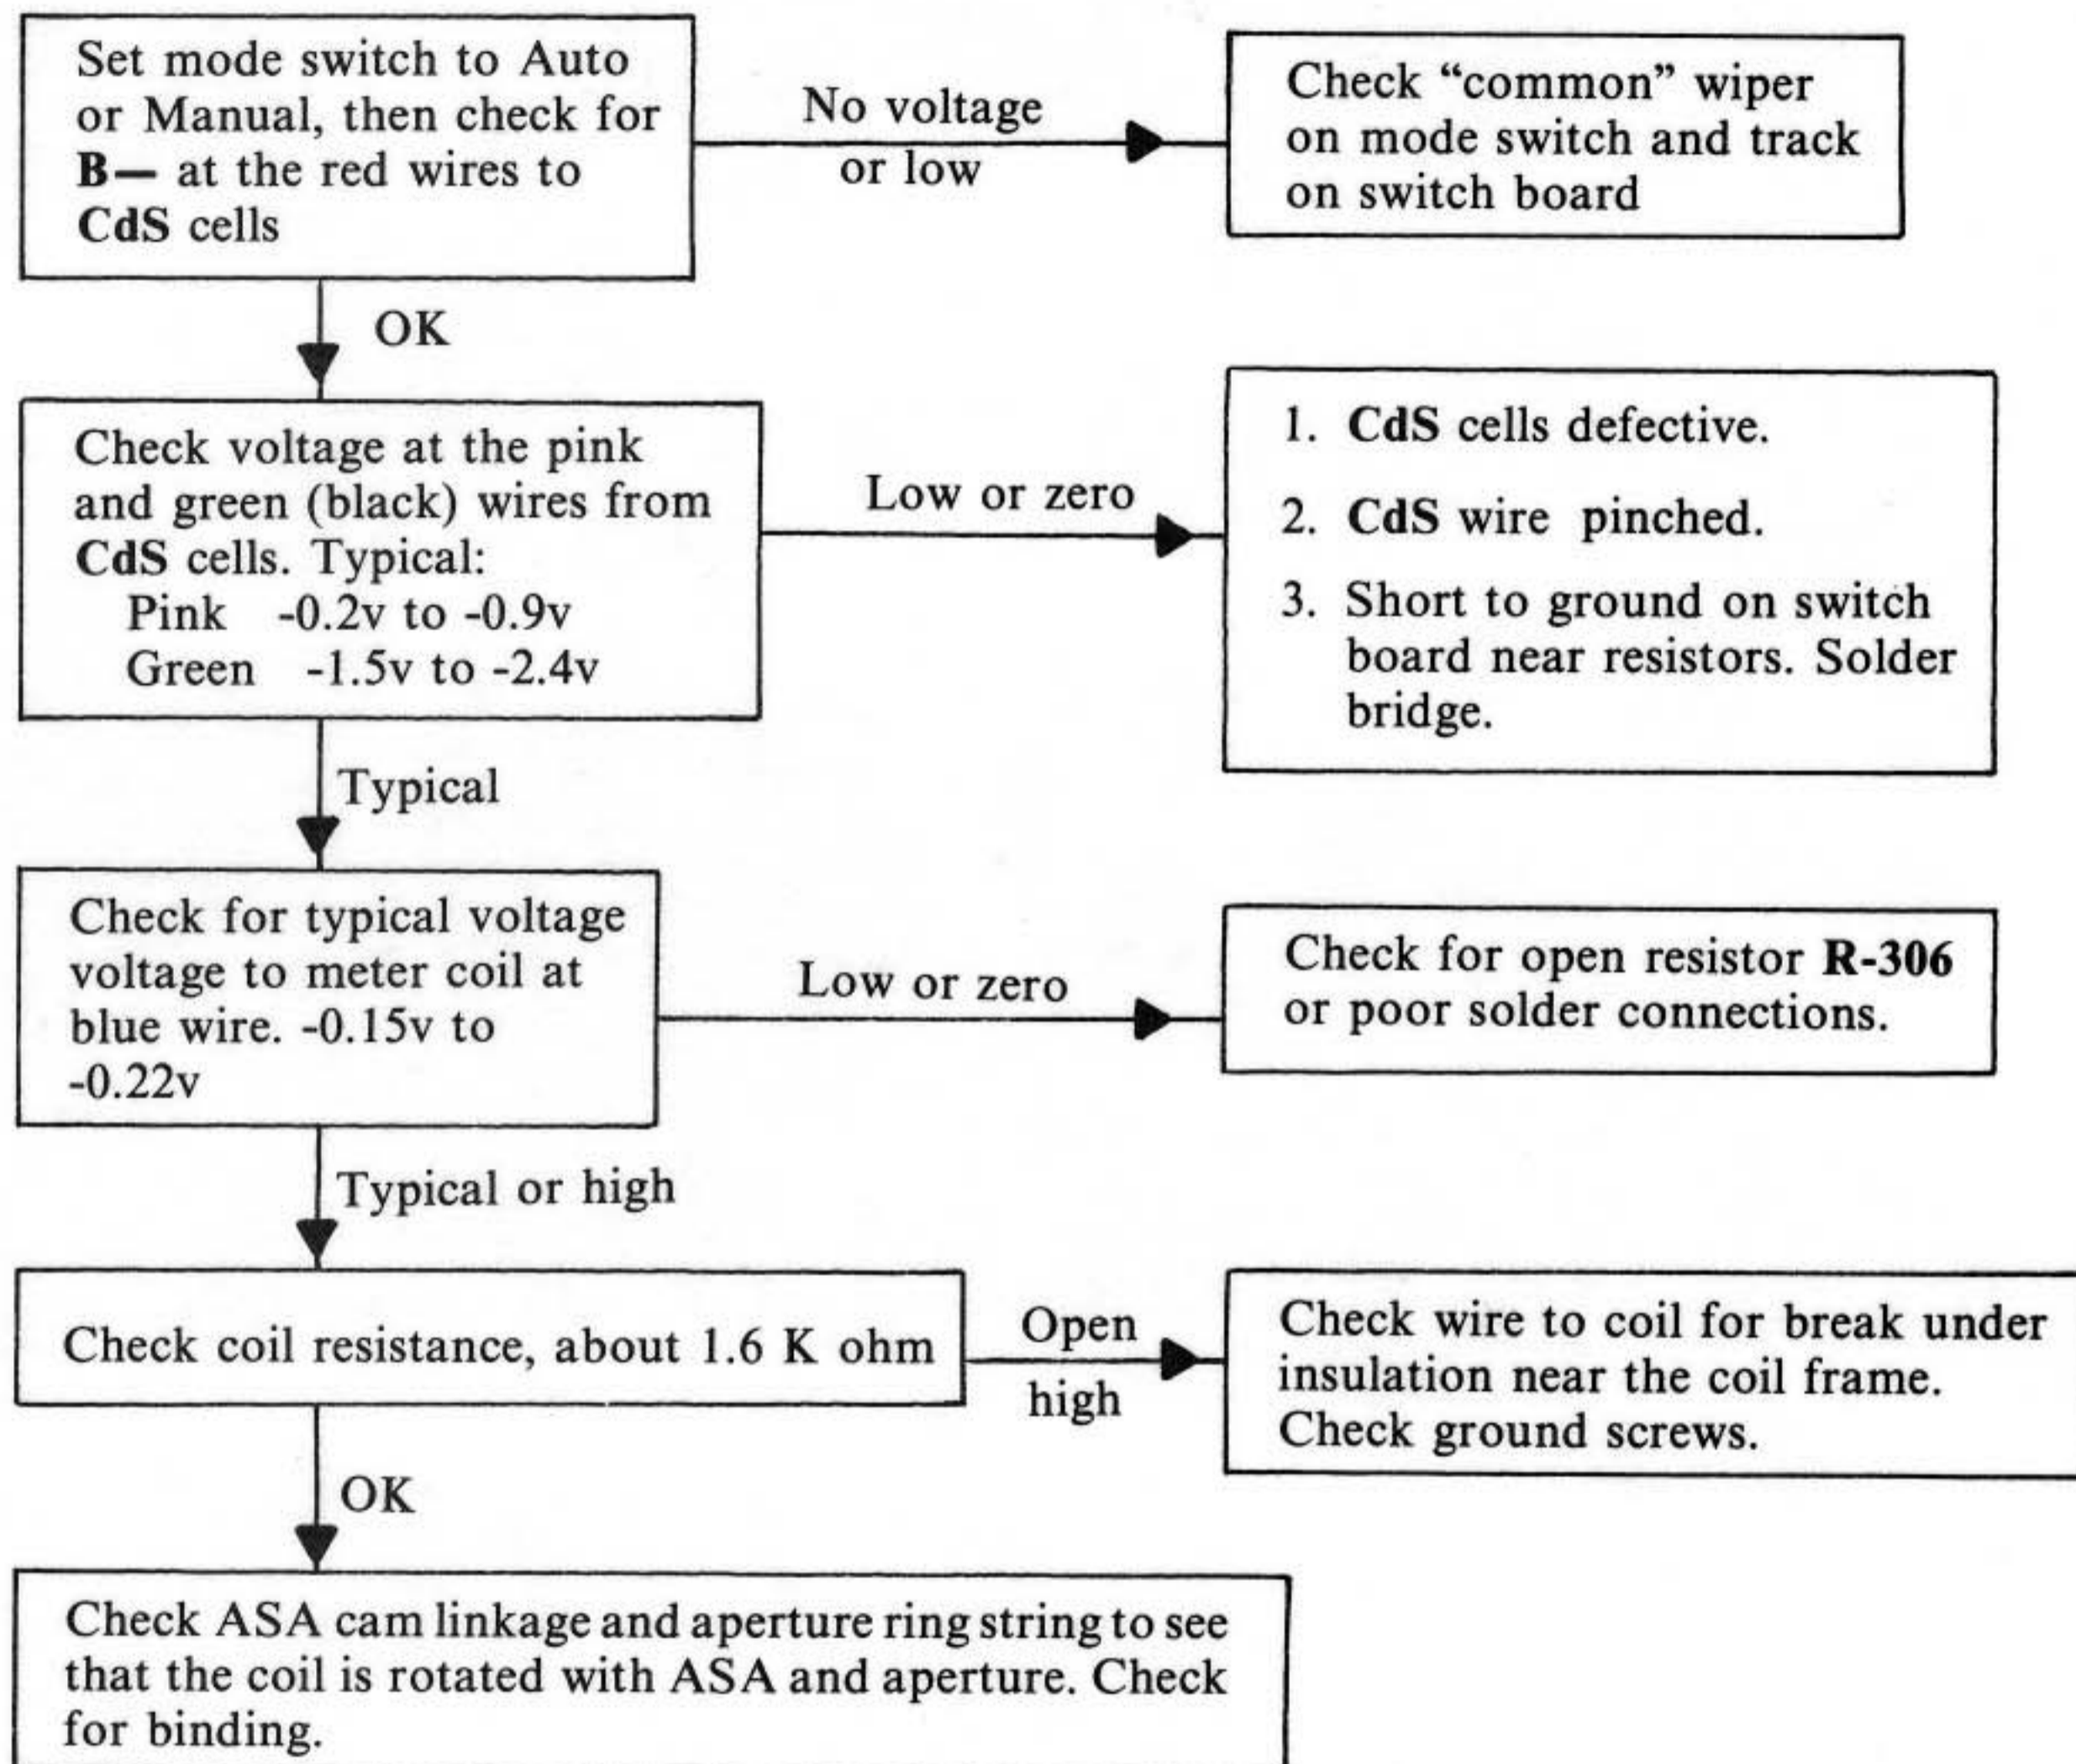 Set mode switch to Auto
or Manual, then check for
B— at the red wires to
CdS cells
No voltage
or low
Check “common” wiper
on mode switch and track
on switch board
OK
Check voltage at the pink
and green (black) wires from
CdS cells. Typical:
Pink -0.2v to -0.9v
Green -1.5v to -2.4v
Low or zero
1. CdS cells defective.
2. CdS wire pinched.
3. Short to ground on switch
board near resistors. Solder
bridge.
Typical
Check for typical voltage
voltage to meter coil at
blue wire. -0.15v to
-0.22v
Low or zero
Check for open resistor R-306
or poor solder connections.
Typical or high
Check coil resistance, about 1.6 K ohm
Open
high
Check wire to coil for break under
insulation near the coil frame.
Check ground screws.
OK
Check ASA cam linkage and aperture ring string to see
that the coil is rotated with ASA and aperture. Check
for binding.